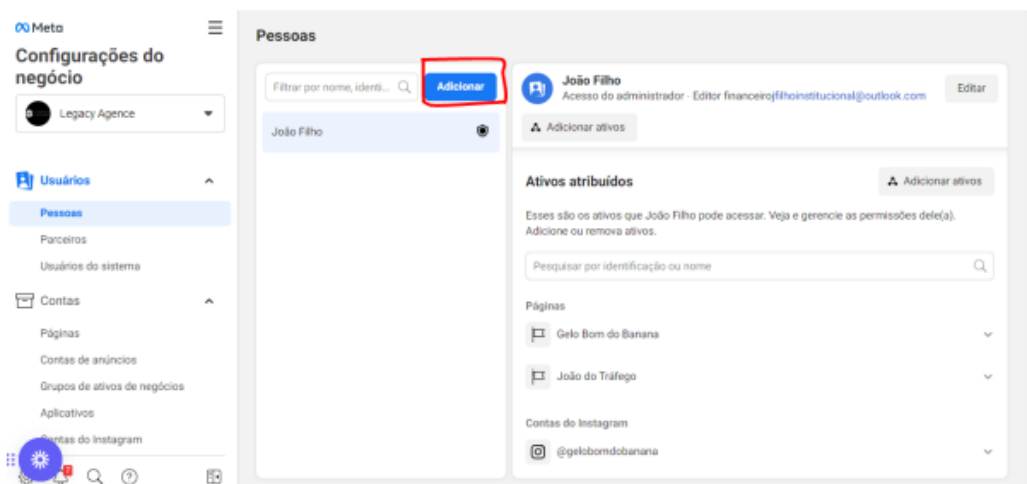 Meta
Configurações do
negócio
Legacy Agence
Usuários
Pessoas
Parceiros
Usuários do sistema
Contas
Páginas
Contas de anúncios
Grupos de ativos de negócios
Aplicativos
Contas do Instagram
Pessoas
Filtrar por nome, identi...
Adicionar
João Filho
João Filho
Acesso do administrador · Editor financeirojfilhoinstitucional@outlook.com
Editar
Adicionar ativos
Ativos atribuídos
Adicionar ativos
Esses são os ativos que João Filho pode acessar. Veja e gerencie as permissões dele(a).
Adicione ou remova ativos.
Pesquisar por identificação ou nome
Páginas
Gelo Bom do Banana
João do Tráfego
Contas do Instagram
@gelobomdobanana